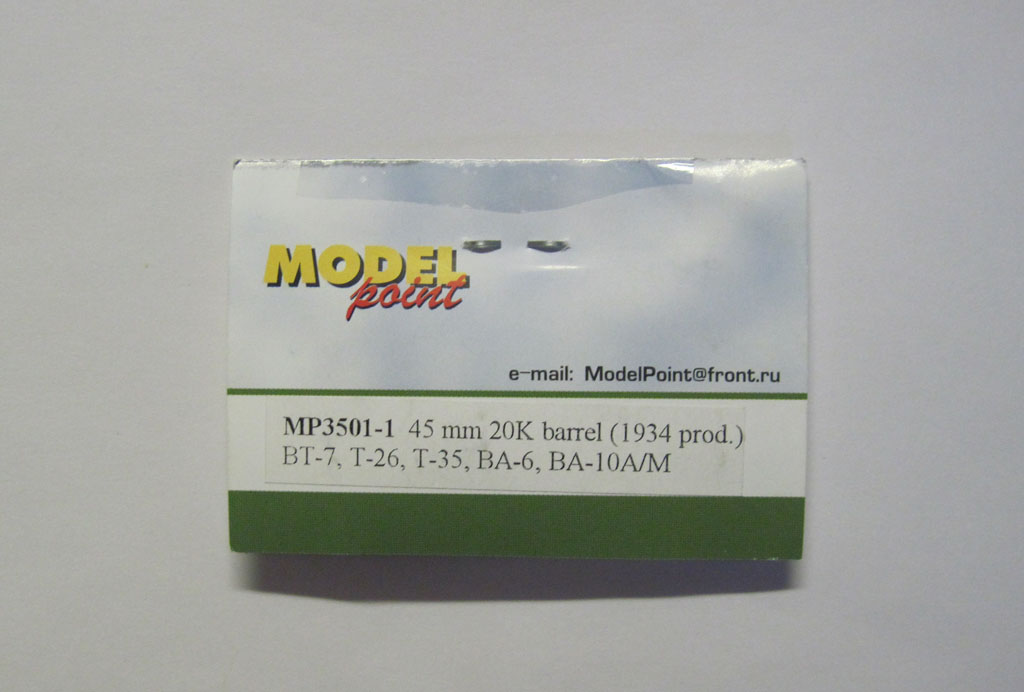 MODEL
point
e-mail: ModelPoint@front.ru
MP3501-1 45 mm 20K barrel (1934 prod.)
BT-7, T-26, T-35, BA-6, BA-10A/M